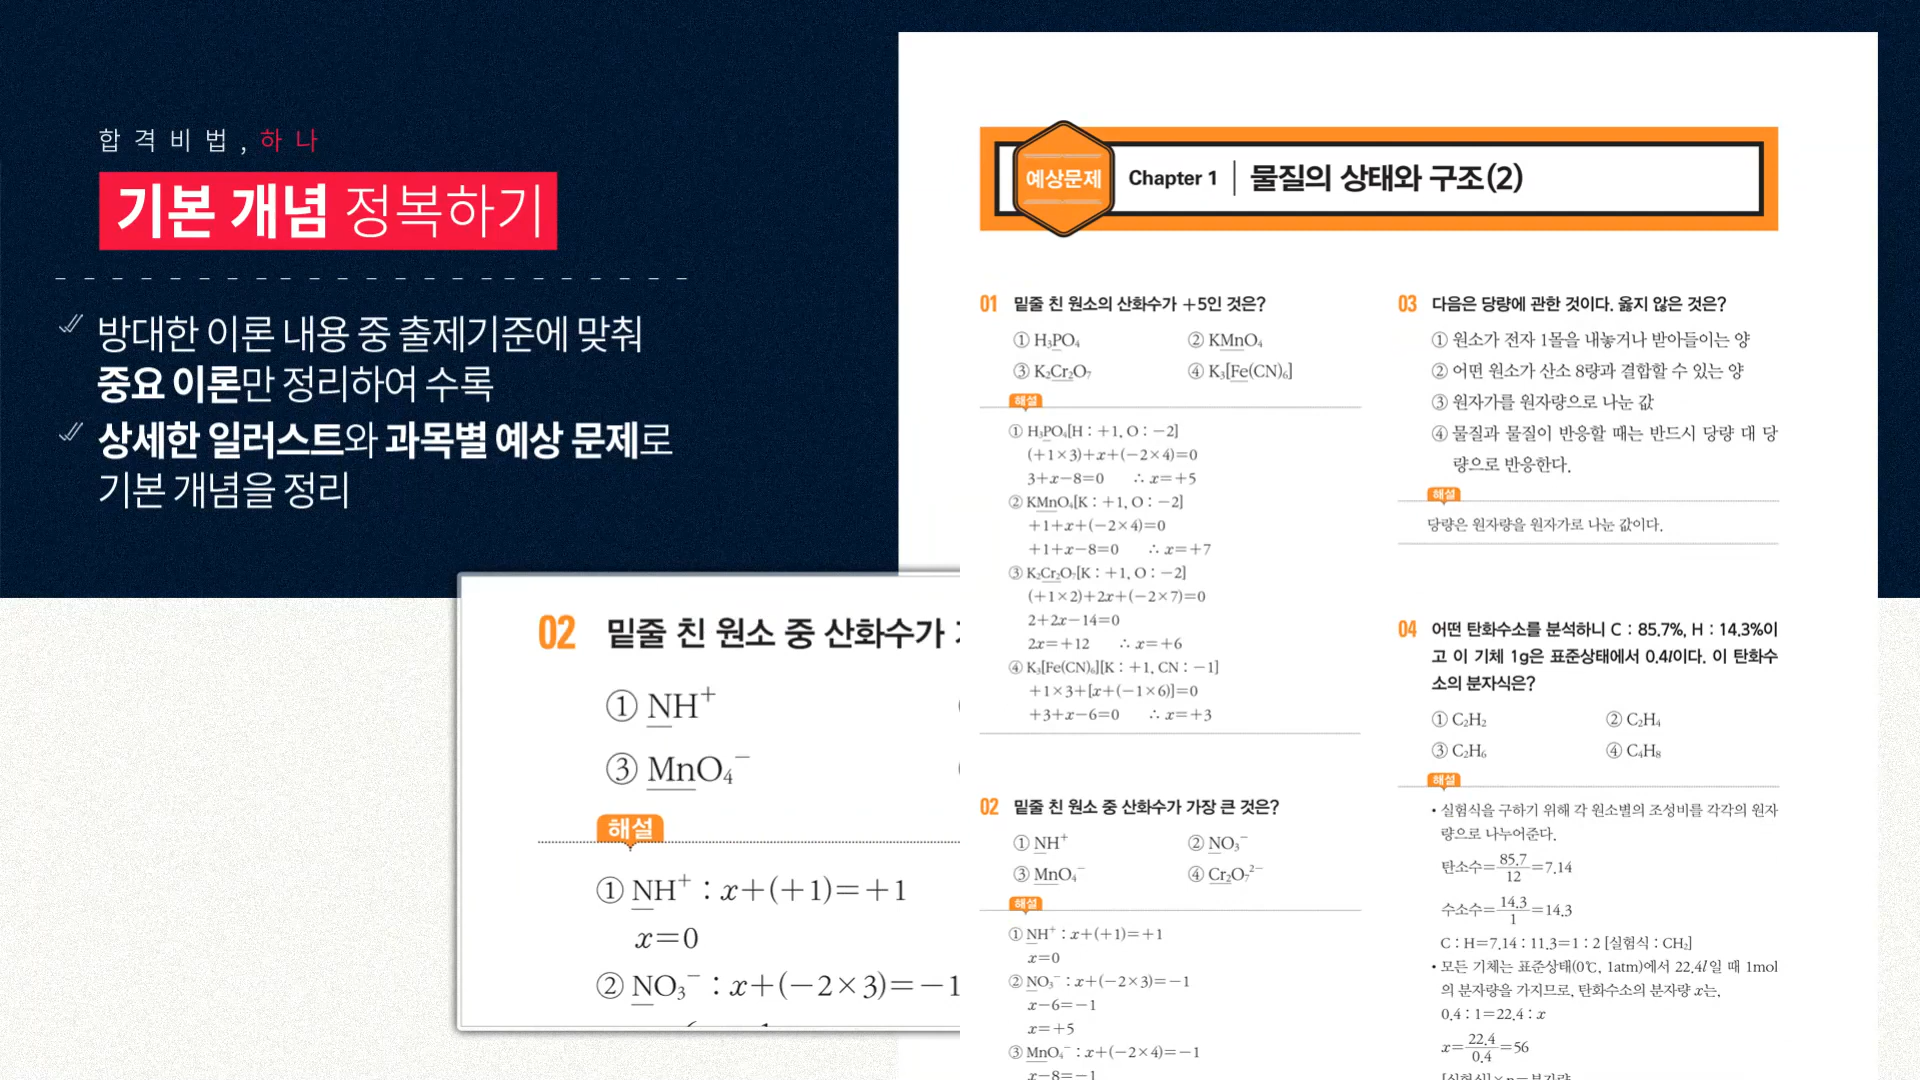 합격비법, 하나
기본 개념 정복하기
방대한 이론 내용 중 출제기준에 맞춰
중요 이론만 정리하여 수록
상세한 일러스트와 과목별 예상 문제로
기본 개념을 정리
02 밑줄 친 원소 중 산화수가
① NH⁺
③ MnO₄⁻
해설
① NH⁺ : x+(+1)=+1
x=0
② NO₃⁻ : x+(−2×3)=−1
예상문제 Chapter 1 물질의 상태와 구조(2)
01 밑줄 친 원소의 산화수가 +5인 것은?
① H₃PO₄ ② KMnO₄
③ K₂Cr₂O₇ ④ K₃[Fe(CN)₆]
해설
① H₃PO₄[H : +1, O : −2]
(+1×3)+x+(−2×4)=0
3+x−8=0 ∴ x=+5
② KMnO₄[K : +1, O : −2]
+1+x+(−2×4)=0
+1+x−8=0 ∴ x=+7
③ K₂Cr₂O₇[K : +1, O : −2]
(+1×2)+2x+(−2×7)=0
2+2x−14=0
2x=+12 ∴ x=+6
④ K₃[Fe(CN)₆][K : +1, CN : −1]
+1×3+[x+(−1×6)]=0
+3+x−6=0 ∴ x=+3
02 밑줄 친 원소 중 산화수가 가장 큰 것은?
① NH⁺ ② NO₃⁻
③ MnO₄⁻ ④ Cr₂O₇²⁻
해설
① NH⁺ : x+(+1)=+1
x=0
② NO₃⁻ : x+(−2×3)=−1
x−6=−1
x=+5
③ MnO₄⁻ : x+(−2×4)=−1
x−8=−1
03 다음은 당량에 관한 것이다. 옳지 않은 것은?
① 원소가 전자 1몰을 내놓거나 받아들이는 양
② 어떤 원소가 산소 8량과 결합할 수 있는 양
③ 원자가를 원자량으로 나눈 값
④ 물질과 물질이 반응할 때는 반드시 당량 대 당
량으로 반응한다.
해설
당량은 원자량을 원자가로 나눈 값이다.
04 어떤 탄화수소를 분석하니 C : 85.7%, H : 14.3%이
고 이 기체 1g은 표준상태에서 0.4l이다. 이 탄화수
소의 분자식은?
① C₂H₂ ② C₂H₄
③ C₂H₆ ④ C₄H₈
해설
• 실험식을 구하기 위해 각 원소별의 조성비를 각각의 원자
량으로 나누어준다.
탄소수=85.7/12=7.14
수소수=14.3/1=14.3
C : H=7.14 : 11.3=1 : 2 [실험식 : CH₂]
• 모든 기체는 표준상태(0℃, 1atm)에서 22.4l일 때 1mol
의 분자량을 가지므로, 탄화수소의 분자량 x는,
0.4 : 1=22.4 : x
x=22.4/0.4=56